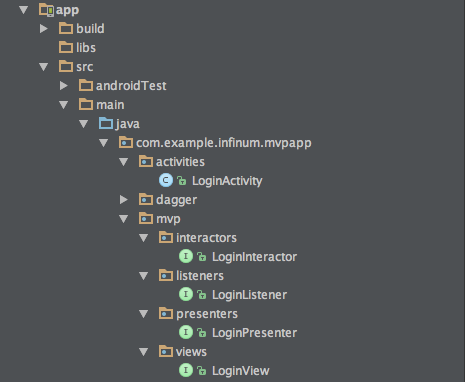 app
build
libs
src
androidTest
main
java
com.example.infinum.mvpapp
activities
C LoginActivity
dagger
mvp
interactors
I LoginInteractor
listeners
I LoginListener
presenters
I LoginPresenter
views
I LoginView